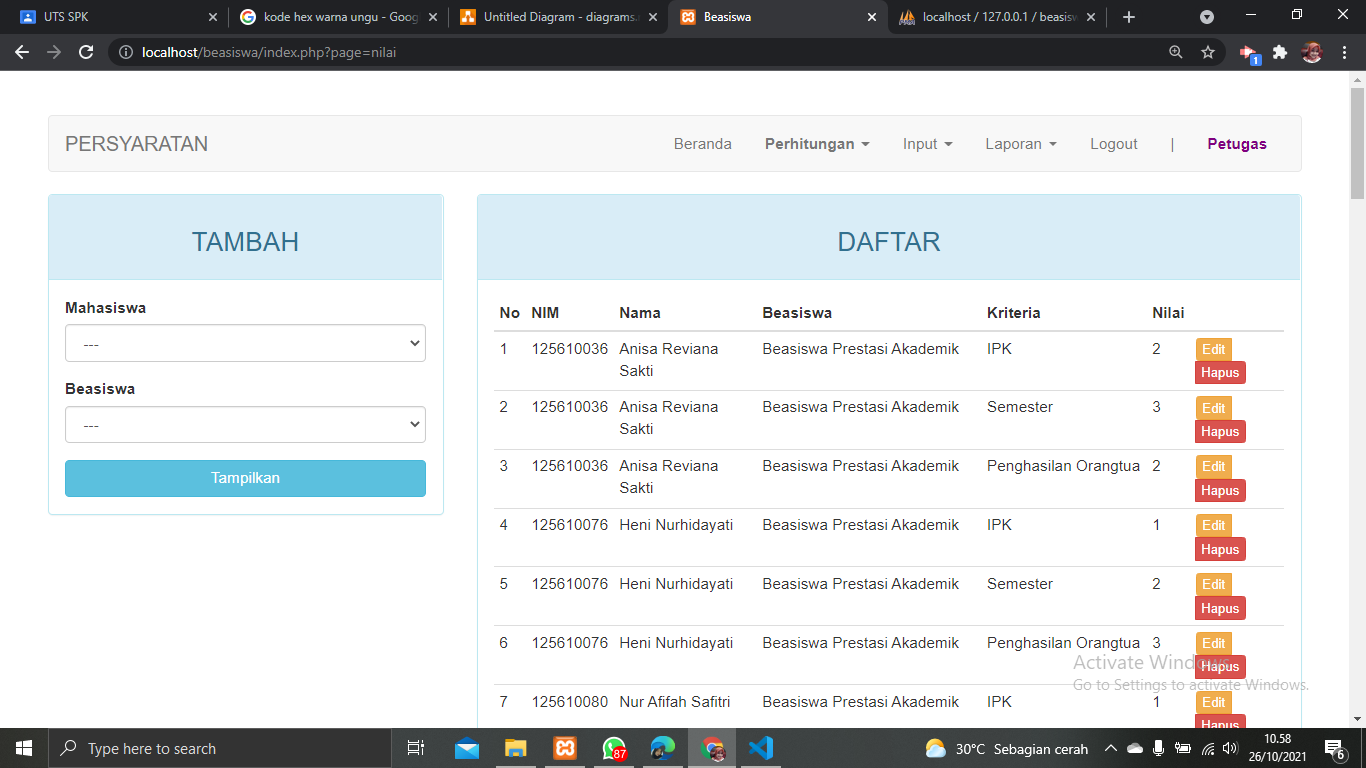 UTS SPK
kode hex warna ungu - Goog
Untitled Diagram - diagrams.
Beasiswa
localhost / 127.0.0.1 / beasisw
localhost/beasiswa/index.php?page=nilai
1
PERSYARATAN
Beranda
Perhitungan
Input
Laporan
Logout
|
Petugas
TAMBAH
Mahasiswa
---
Beasiswa
---
Tampilkan
DAFTAR
No NIM Nama Beasiswa Kriteria Nilai
1 125610036 Anisa Reviana Beasiswa Prestasi Akademik IPK 2 Edit
Sakti Hapus
2 125610036 Anisa Reviana Beasiswa Prestasi Akademik Semester 3 Edit
Sakti Hapus
3 125610036 Anisa Reviana Beasiswa Prestasi Akademik Penghasilan Orangtua 2 Edit
Sakti Hapus
4 125610076 Heni Nurhidayati Beasiswa Prestasi Akademik IPK 1 Edit
Hapus
5 125610076 Heni Nurhidayati Beasiswa Prestasi Akademik Semester 2 Edit
Hapus
6 125610076 Heni Nurhidayati Beasiswa Prestasi Akademik Penghasilan Orangtua 3 Edit
Hapus
7 125610080 Nur Afifah Safitri Beasiswa Prestasi Akademik IPK 1 Edit
Hapus
Activate Windows
Go to Settings to activate Windows.
Type here to search
87
30°C Sebagian cerah
10.58
26/10/2021
6